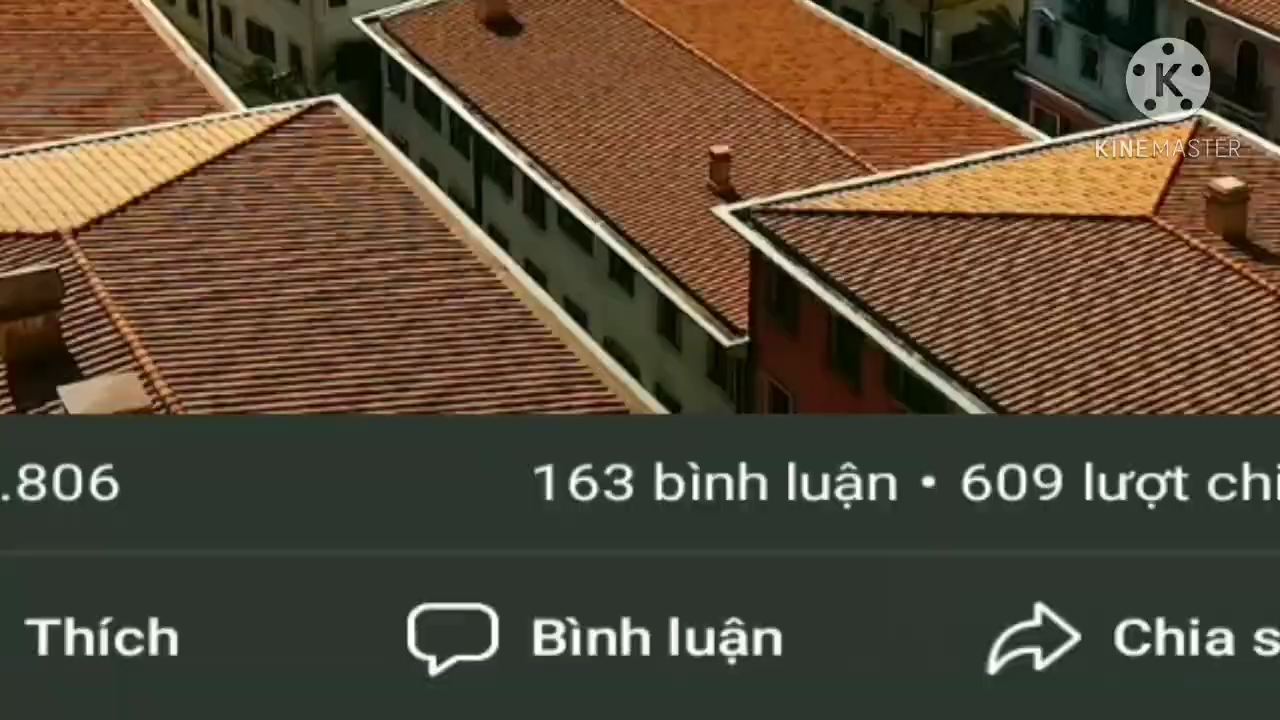 K
KINEMASTER
.806 163 bình luận • 609 lượt chi
Thích Bình luận Chia s